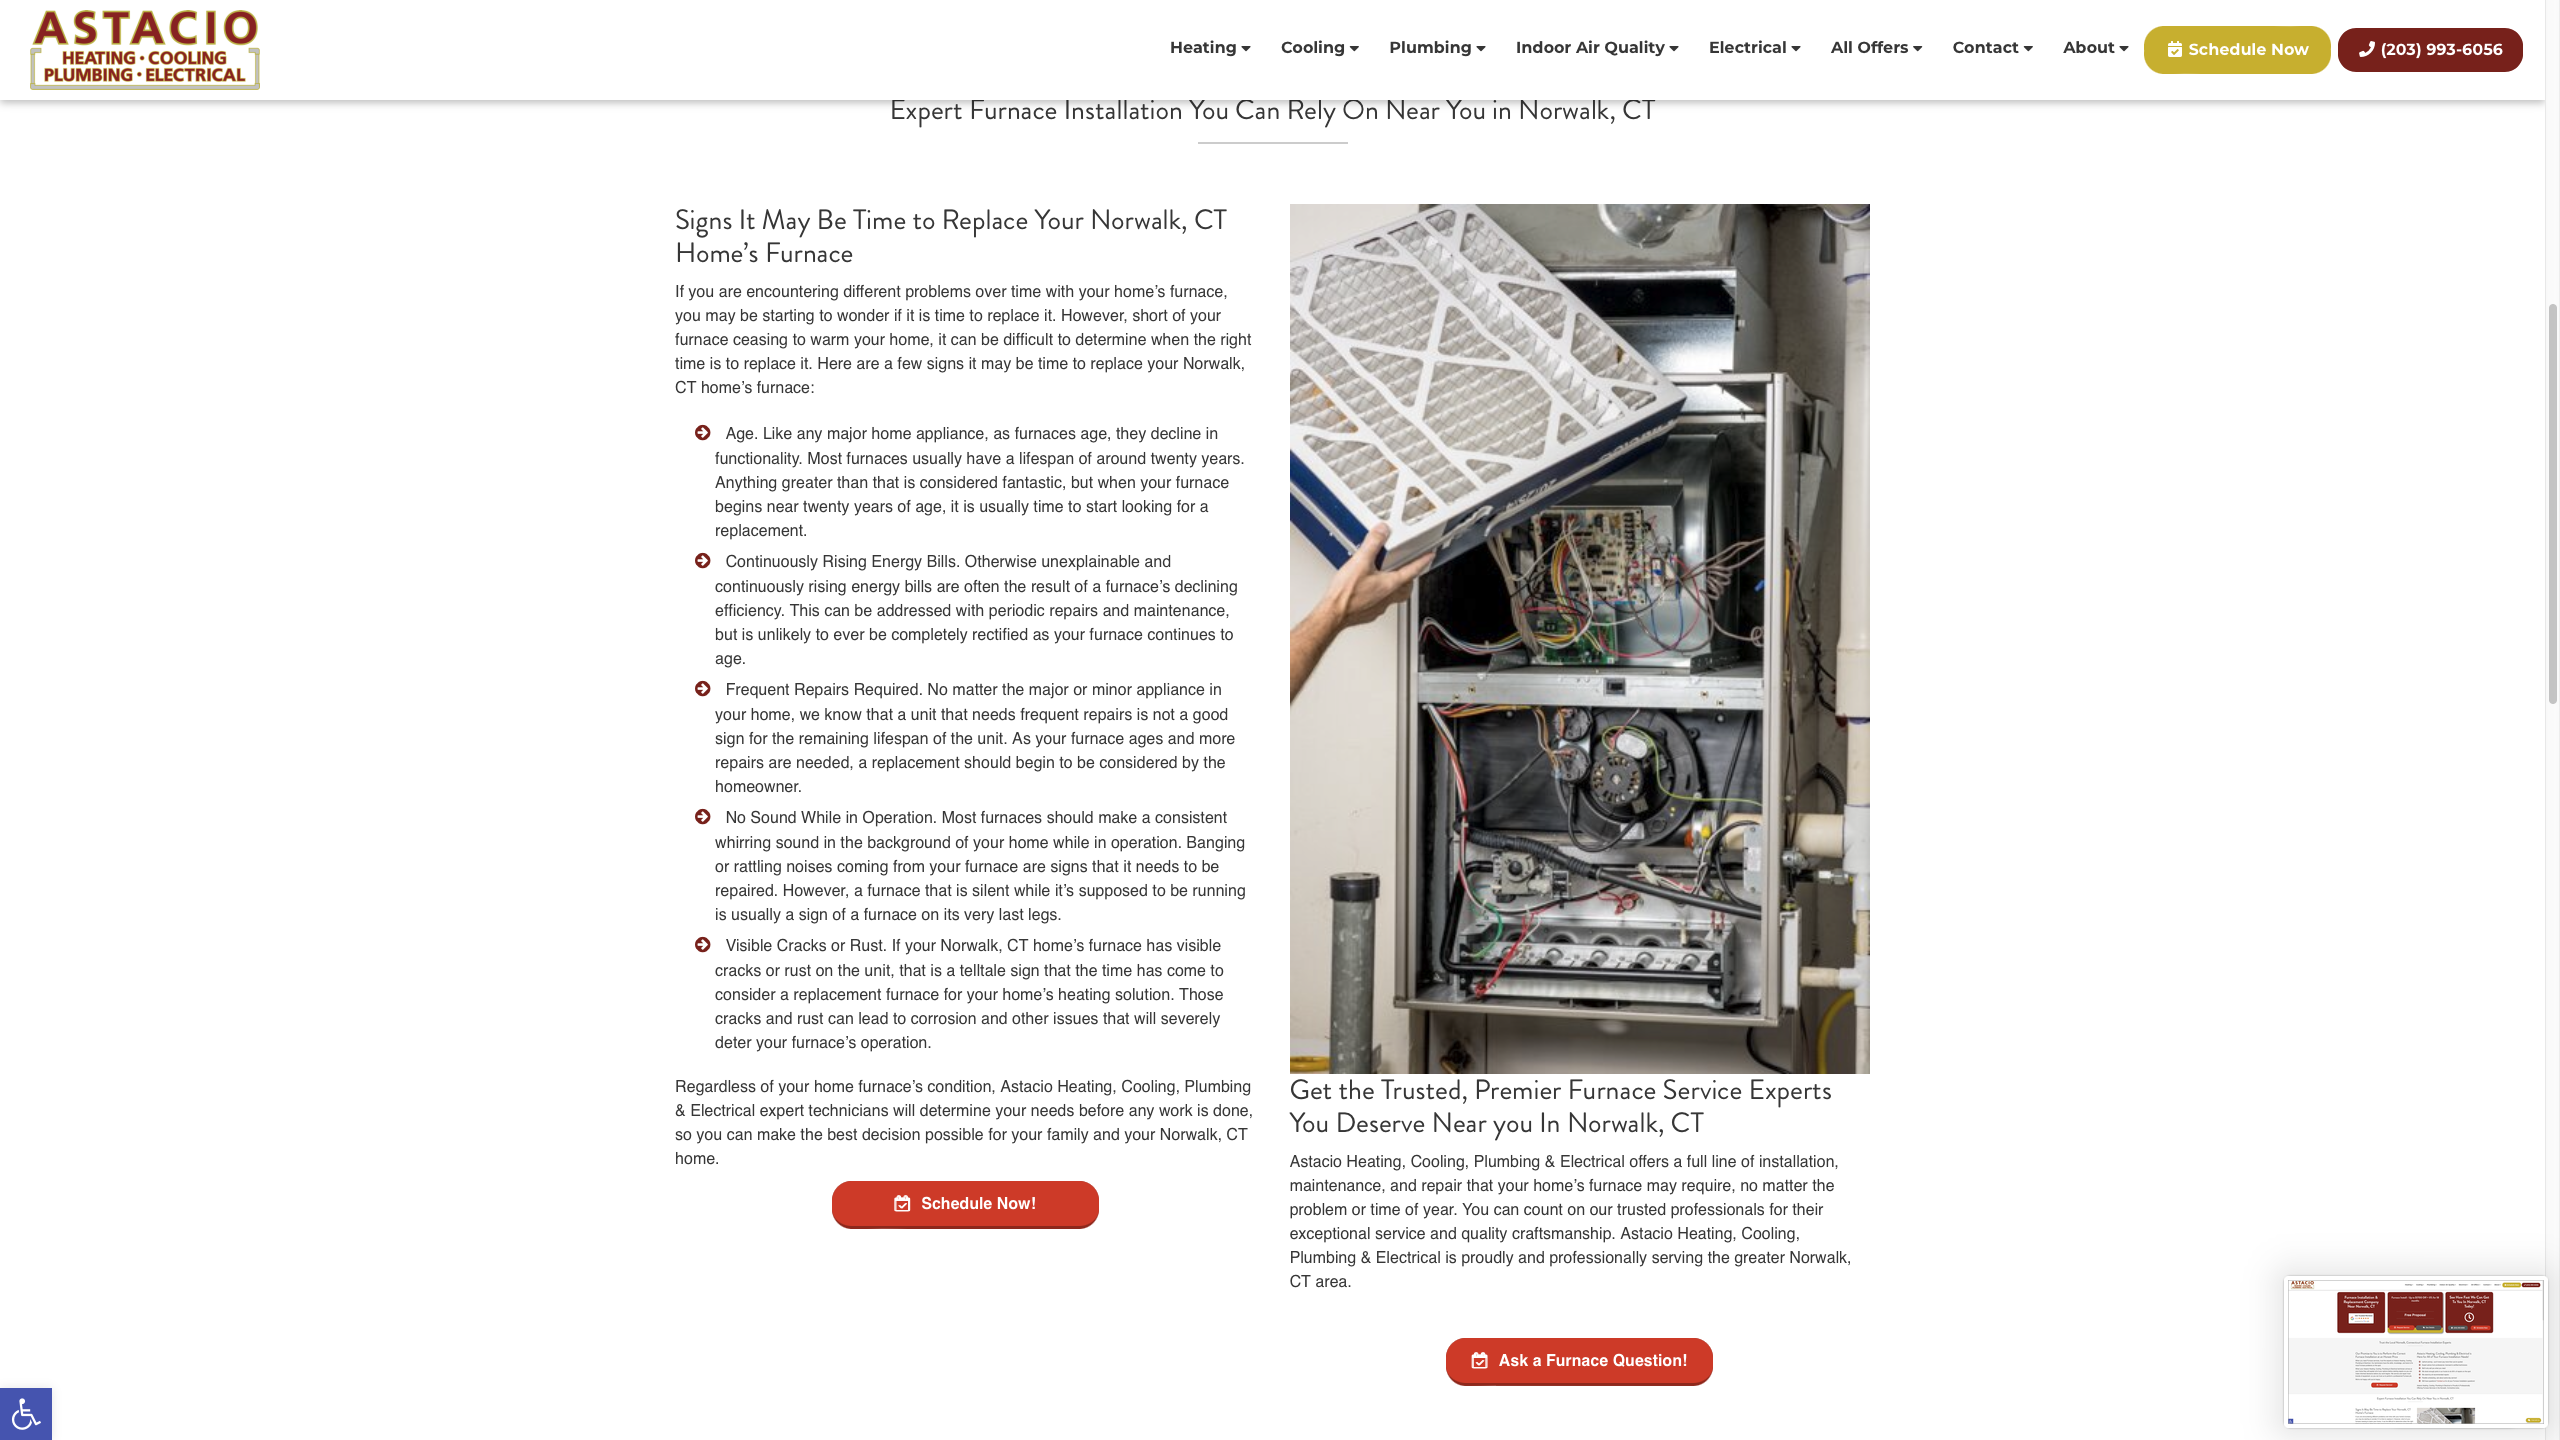 ASTACIO
HEATING · COOLING
PLUMBING · ELECTRICAL
Heating
Cooling
Plumbing
Indoor Air Quality
Electrical
All Offers
Contact
About
Schedule Now
(203) 993-6056
Expert Furnace Installation You Can Rely On Near You in Norwalk, CT
Signs It May Be Time to Replace Your Norwalk, CT
Home’s Furnace
If you are encountering different problems over time with your home’s furnace,
you may be starting to wonder if it is time to replace it. However, short of your
furnace ceasing to warm your home, it can be difficult to determine when the right
time is to replace it. Here are a few signs it may be time to replace your Norwalk,
CT home’s furnace:
Age. Like any major home appliance, as furnaces age, they decline in
functionality. Most furnaces usually have a lifespan of around twenty years.
Anything greater than that is considered fantastic, but when your furnace
begins near twenty years of age, it is usually time to start looking for a
replacement.
Continuously Rising Energy Bills. Otherwise unexplainable and
continuously rising energy bills are often the result of a furnace’s declining
efficiency. This can be addressed with periodic repairs and maintenance,
but is unlikely to ever be completely rectified as your furnace continues to
age.
Frequent Repairs Required. No matter the major or minor appliance in
your home, we know that a unit that needs frequent repairs is not a good
sign for the remaining lifespan of the unit. As your furnace ages and more
repairs are needed, a replacement should begin to be considered by the
homeowner.
No Sound While in Operation. Most furnaces should make a consistent
whirring sound in the background of your home while in operation. Banging
or rattling noises coming from your furnace are signs that it needs to be
repaired. However, a furnace that is silent while it’s supposed to be running
is usually a sign of a furnace on its very last legs.
Visible Cracks or Rust. If your Norwalk, CT home’s furnace has visible
cracks or rust on the unit, that is a telltale sign that the time has come to
consider a replacement furnace for your home’s heating solution. Those
cracks and rust can lead to corrosion and other issues that will severely
deter your furnace’s operation.
Regardless of your home furnace’s condition, Astacio Heating, Cooling, Plumbing
& Electrical expert technicians will determine your needs before any work is done,
so you can make the best decision possible for your family and your Norwalk, CT
home.
Schedule Now!
Get the Trusted, Premier Furnace Service Experts
You Deserve Near you In Norwalk, CT
Astacio Heating, Cooling, Plumbing & Electrical offers a full line of installation,
maintenance, and repair that your home’s furnace may require, no matter the
problem or time of year. You can count on our trusted professionals for their
exceptional service and quality craftsmanship. Astacio Heating, Cooling,
Plumbing & Electrical is proudly and professionally serving the greater Norwalk,
CT area.
Ask a Furnace Question!
ASTACIO
Furnace Installation &
Replacement Company
Near Norwalk, CT
Free Proposal
See How Fast We Can Get
To You In Norwalk, CT
Today!